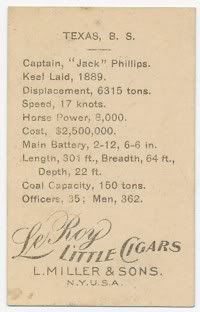 TEXAS, B. S.
Captain, "Jack" Phillips.
Keel Laid, 1889.
Displacement, 6315 tons.
Speed, 17 knots.
Horse Power, 8,000.
Cost, $2,500,000.
Main Battery, 2-12, 6-6 in.
Length, 301 ft., Breadth, 64 ft.,
Depth, 22 ft.
Coal Capacity, 150 tons.
Officers, 35; Men, 362.
Le Roy
LITTLE CIGARS
L. MILLER & SONS.
N.Y. U.S.A.